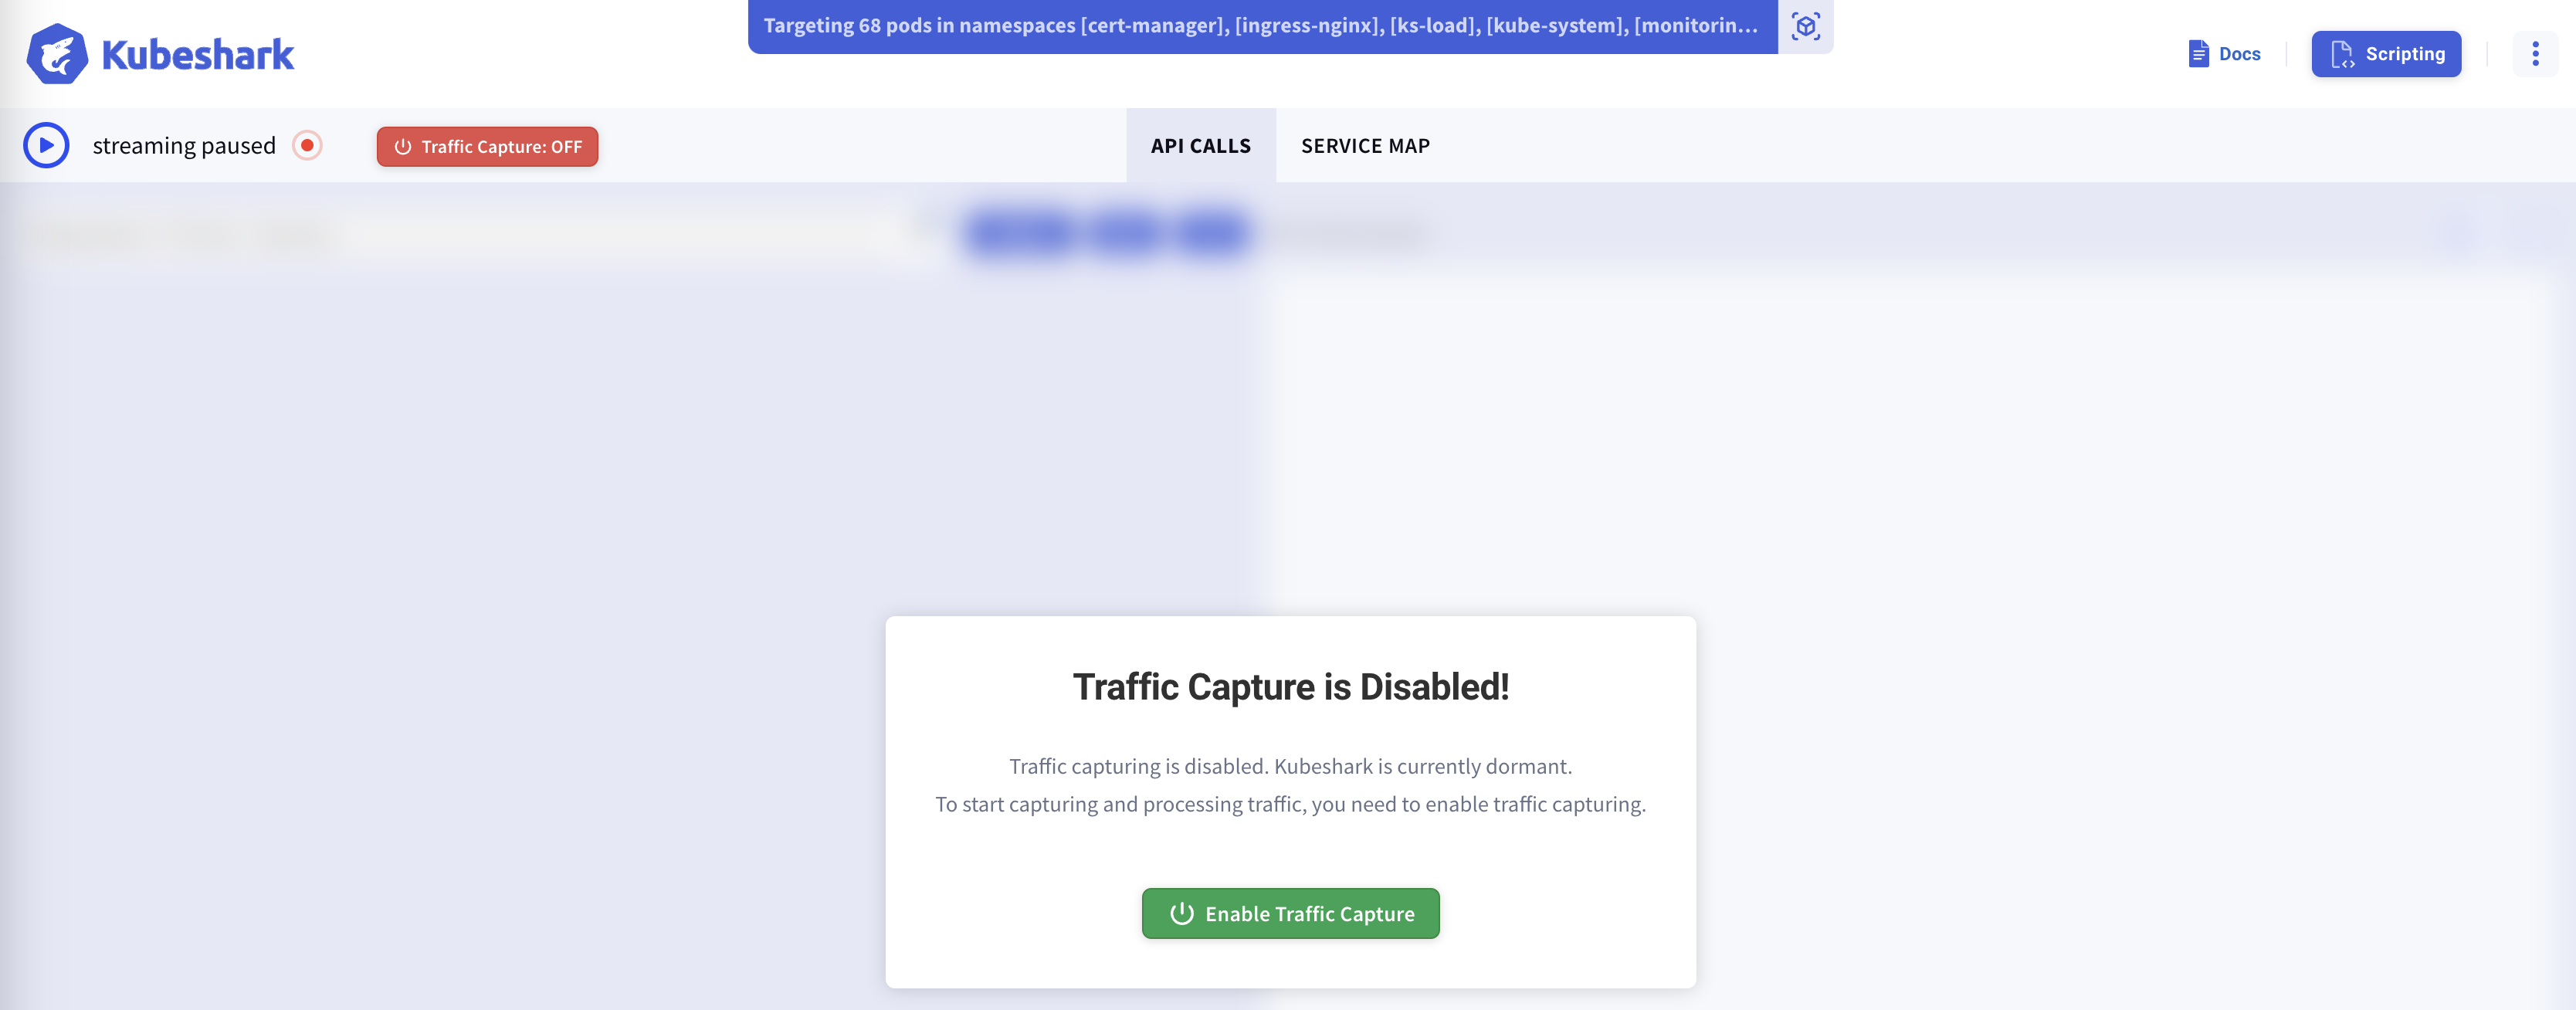 Kubeshark
Targeting 68 pods in namespaces [cert-manager], [ingress-nginx], [ks-load], [kube-system], [monitorin...
Docs
Scripting
streaming paused
Traffic Capture: OFF
API CALLS
SERVICE MAP
Traffic Capture is Disabled!
Traffic capturing is disabled. Kubeshark is currently dormant.
To start capturing and processing traffic, you need to enable traffic capturing.
Enable Traffic Capture